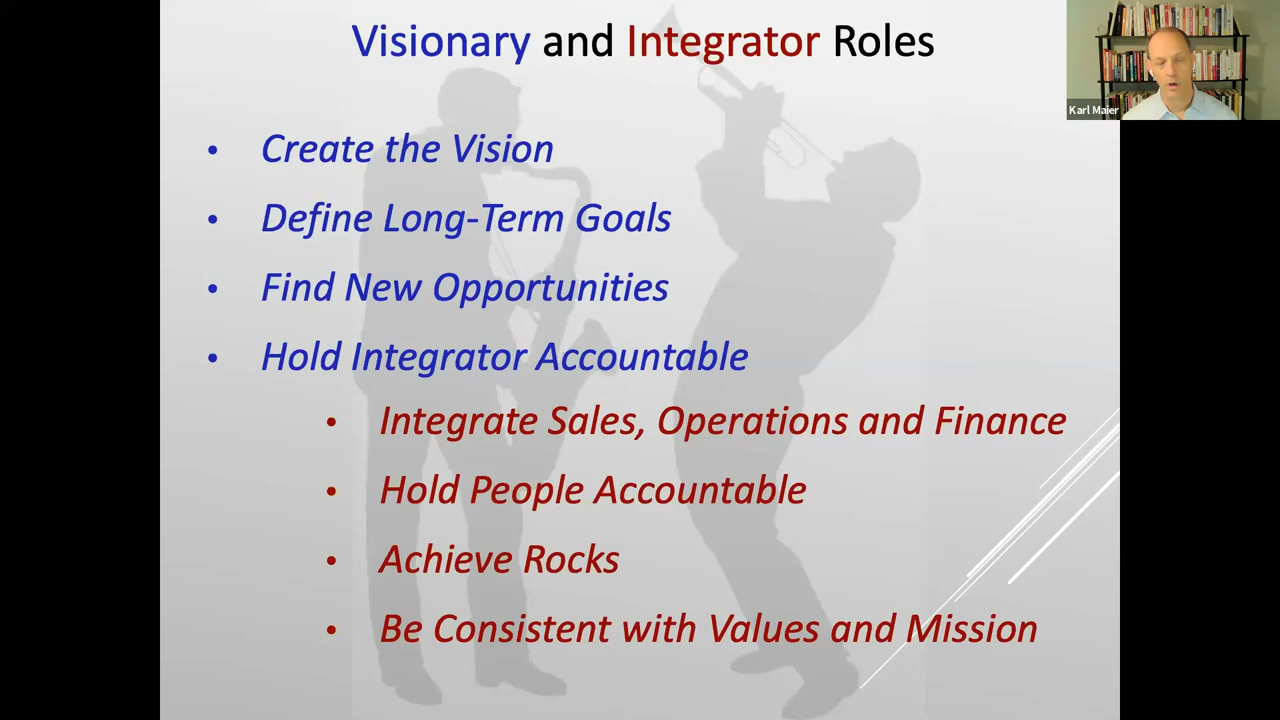 Visionary and Integrator Roles
Karl Maier
• Create the Vision
• Define Long-Term Goals
• Find New Opportunities
• Hold Integrator Accountable
• Integrate Sales, Operations and Finance
• Hold People Accountable
• Achieve Rocks
• Be Consistent with Values and Mission